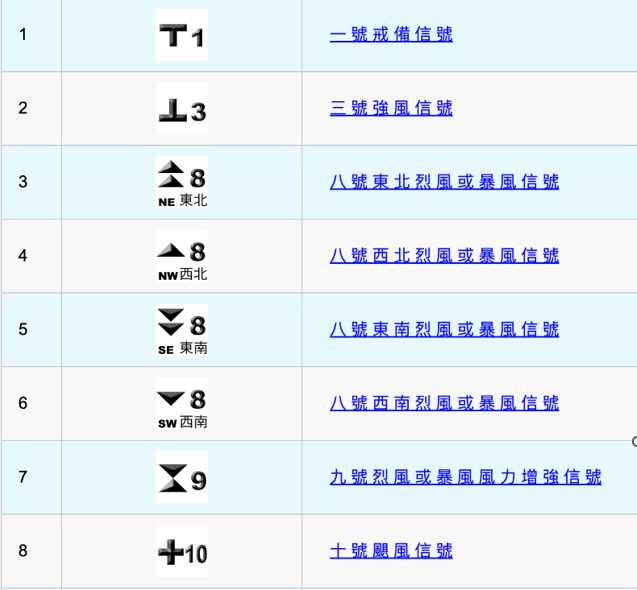 1 1 一號戒備信號
2 3 三號強風信號
3 8 八號東北烈風或暴風信號
NE 東北
4 8 八號西北烈風或暴風信號
NW 西北
5 8 八號東南烈風或暴風信號
SE 東南
6 8 八號西南烈風或暴風信號
SW 西南
7 9 九號烈風或暴風風力增強信號
8 10 十號颶風信號